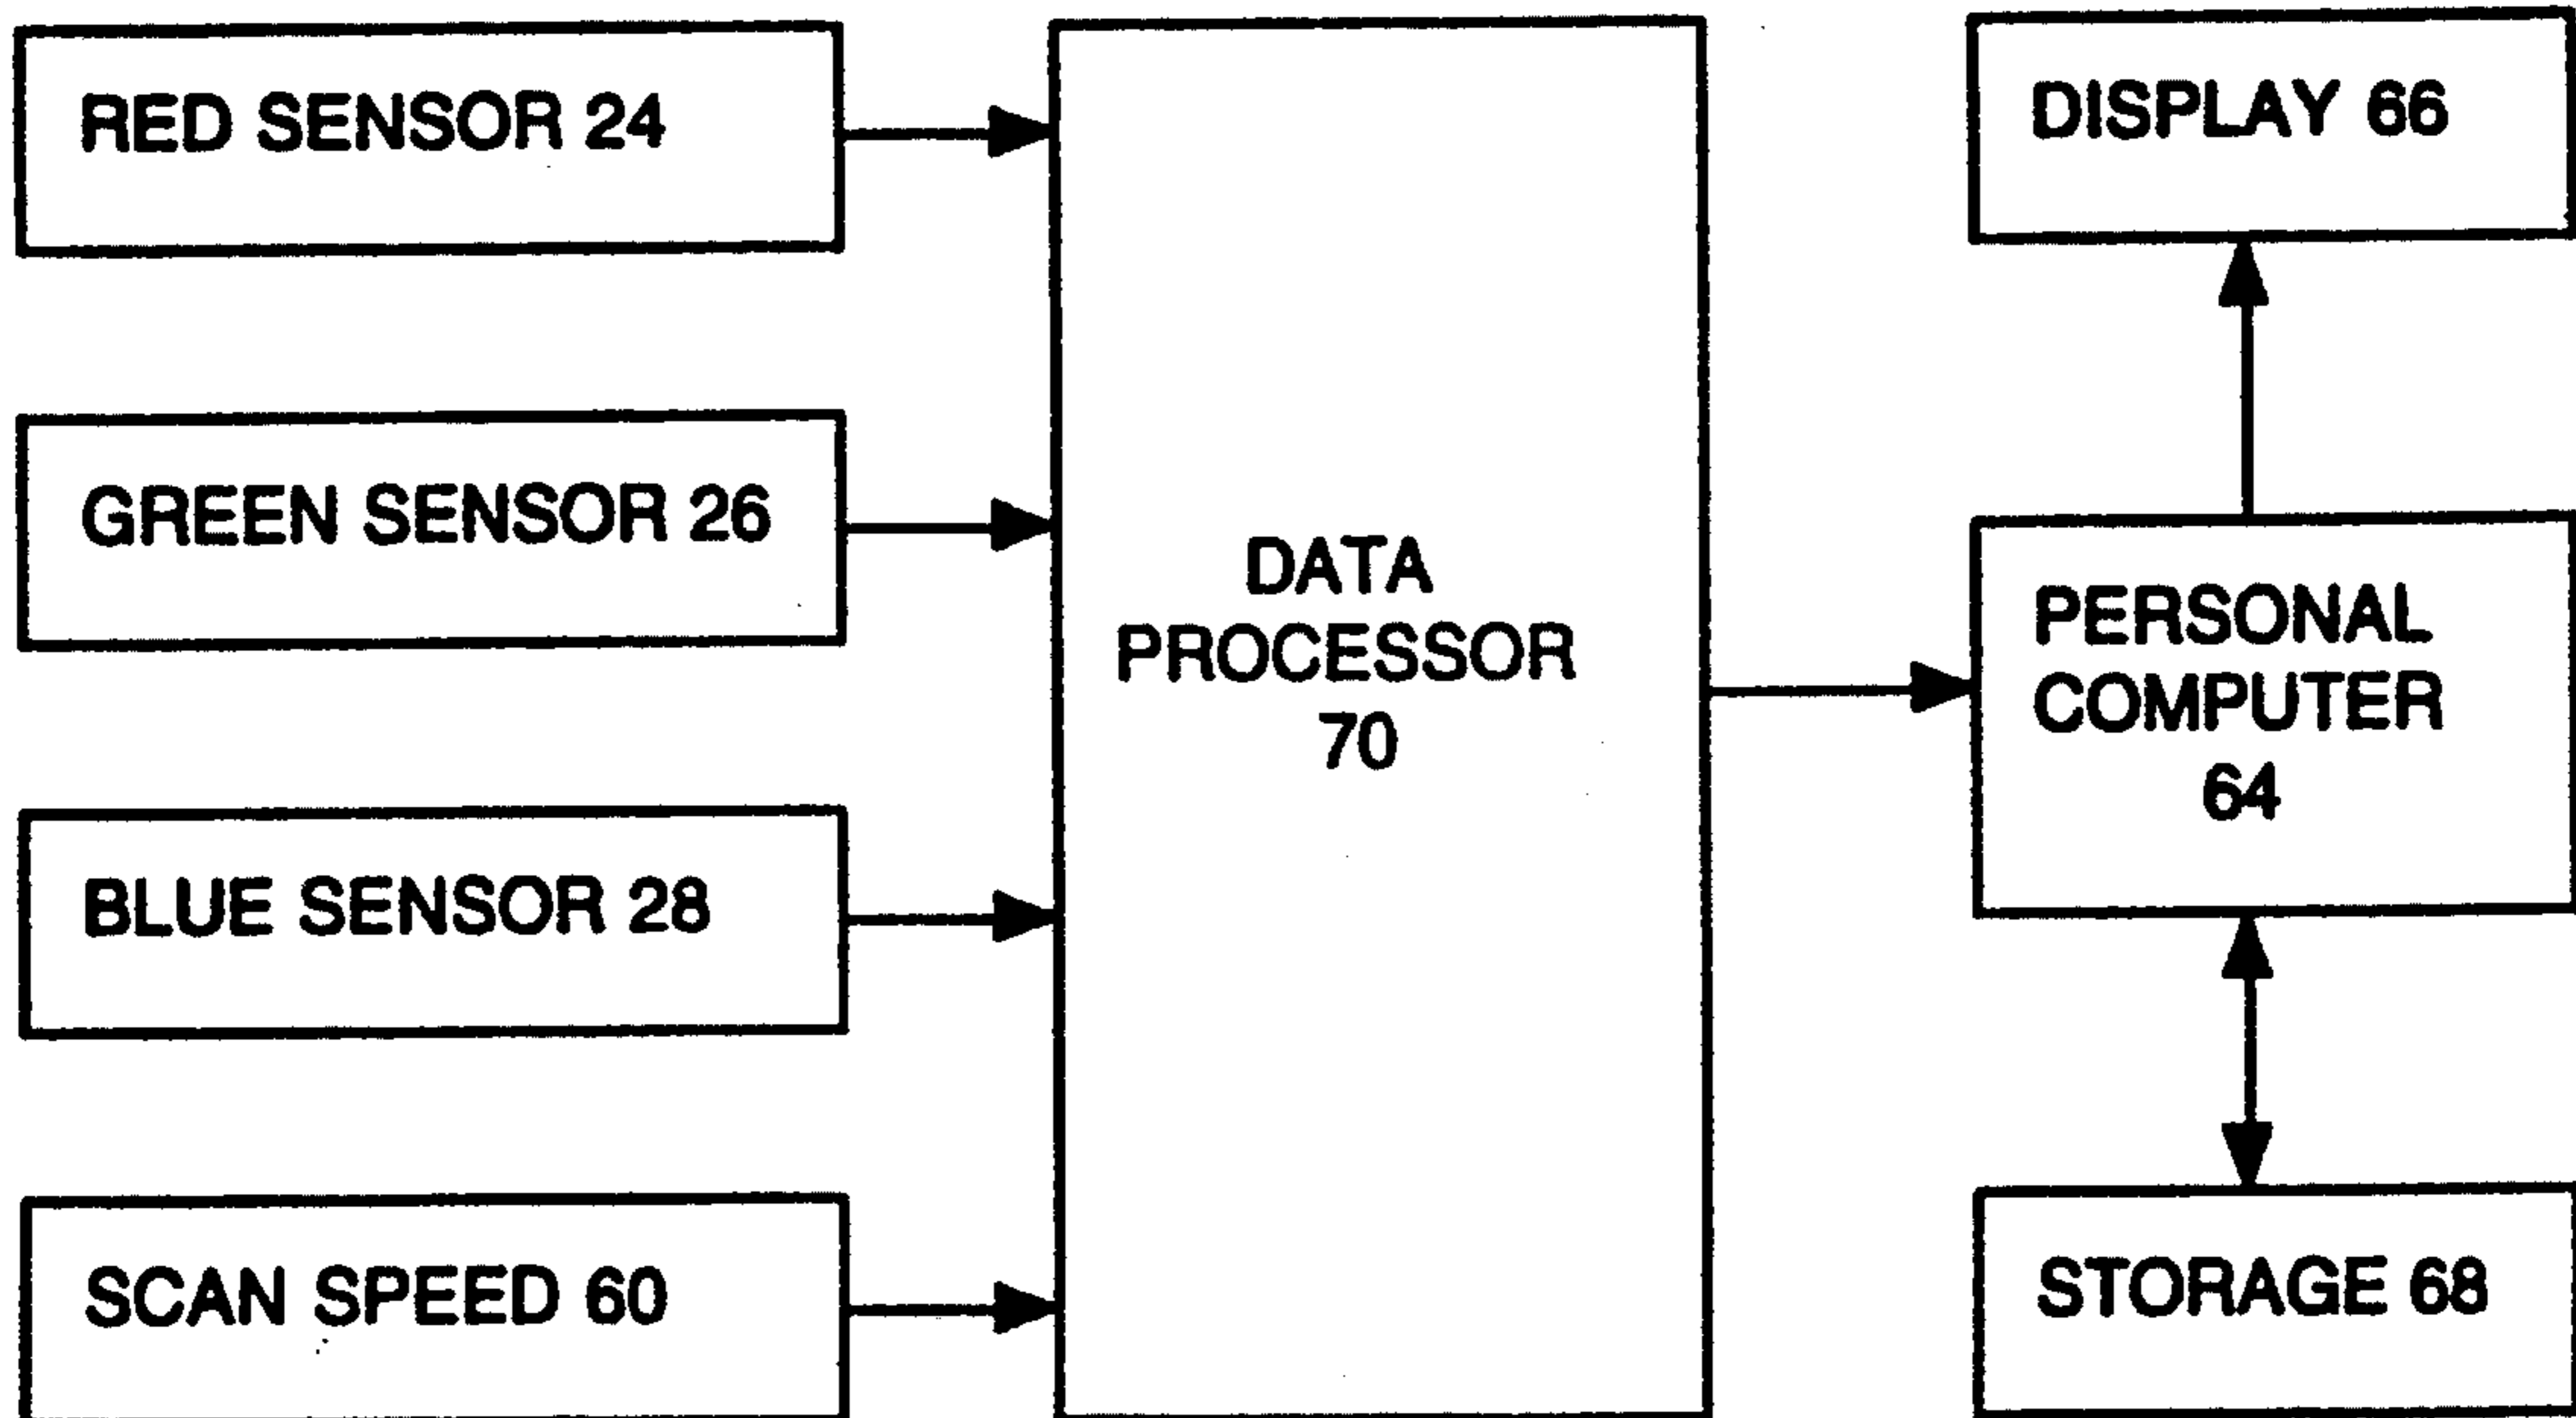 RED SENSOR 24
GREEN SENSOR 26
BLUE SENSOR 28
SCAN SPEED 60
DATA
PROCESSOR
70
DISPLAY 66
PERSONAL
COMPUTER
64
STORAGE 68